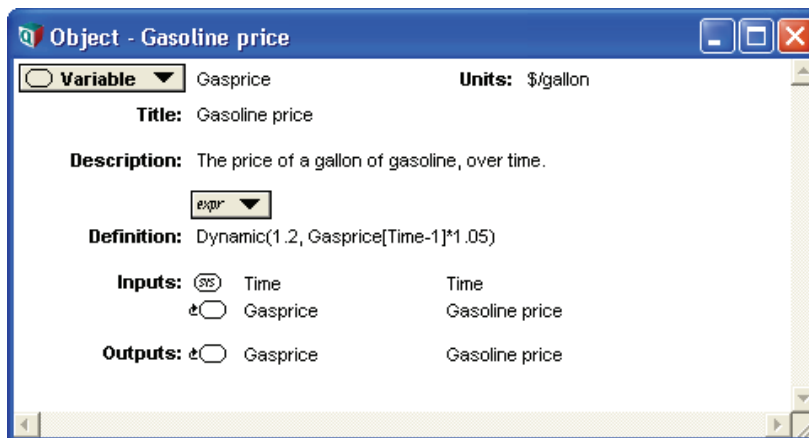 Object - Gasoline price
Variable Gasprice Units: $/gallon
Title: Gasoline price
Description: The price of a gallon of gasoline, over time.
expr
Definition: Dynamic(1.2, Gasprice[Time-1]*1.05)
Inputs: sys Time Time
Gasprice Gasoline price
Outputs: Gasprice Gasoline price